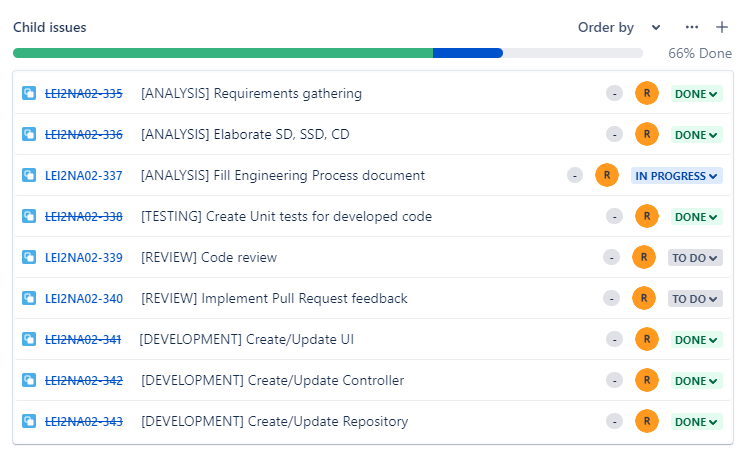 Child issues Order by
66% Done
LEI2NA02-335 [ANALYSIS] Requirements gathering - R DONE
LEI2NA02-336 [ANALYSIS] Elaborate SD, SSD, CD - R DONE
LEI2NA02-337 [ANALYSIS] Fill Engineering Process document - R IN PROGRESS
LEI2NA02-338 [TESTING] Create Unit tests for developed code - R DONE
LEI2NA02-339 [REVIEW] Code review - R TO DO
LEI2NA02-340 [REVIEW] Implement Pull Request feedback - R TO DO
LEI2NA02-341 [DEVELOPMENT] Create/Update UI - R DONE
LEI2NA02-342 [DEVELOPMENT] Create/Update Controller - R DONE
LEI2NA02-343 [DEVELOPMENT] Create/Update Repository - R DONE